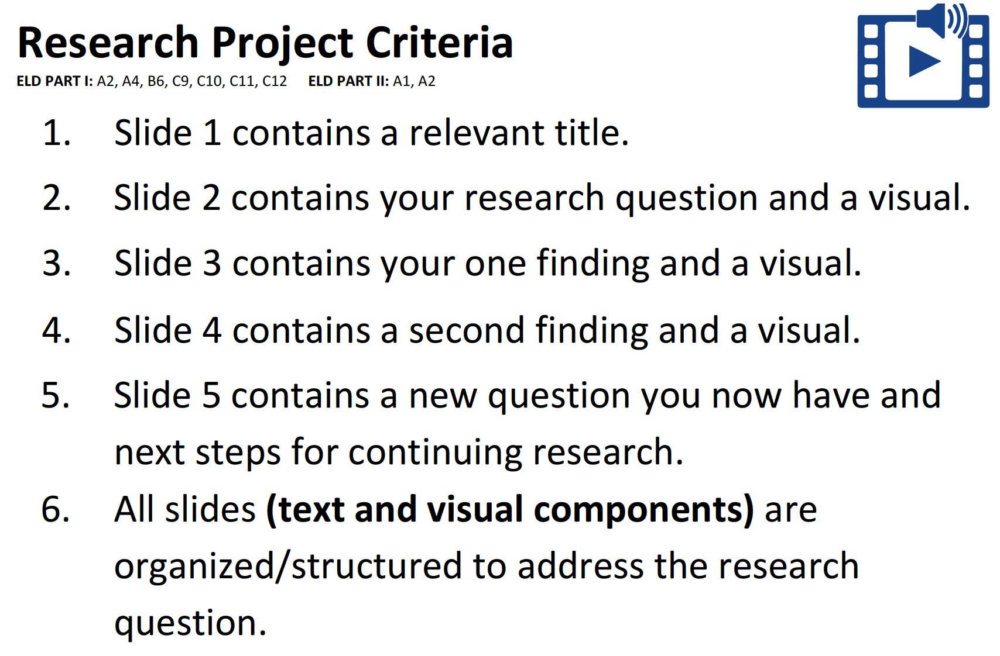 Research Project Criteria
ELD PART I: A2, A4, B6, C9, C10, C11, C12 ELD PART II: A1, A2
1. Slide 1 contains a relevant title.
2. Slide 2 contains your research question and a visual.
3. Slide 3 contains your one finding and a visual.
4. Slide 4 contains a second finding and a visual.
5. Slide 5 contains a new question you now have and
next steps for continuing research.
6. All slides (text and visual components) are
organized/structured to address the research
question.